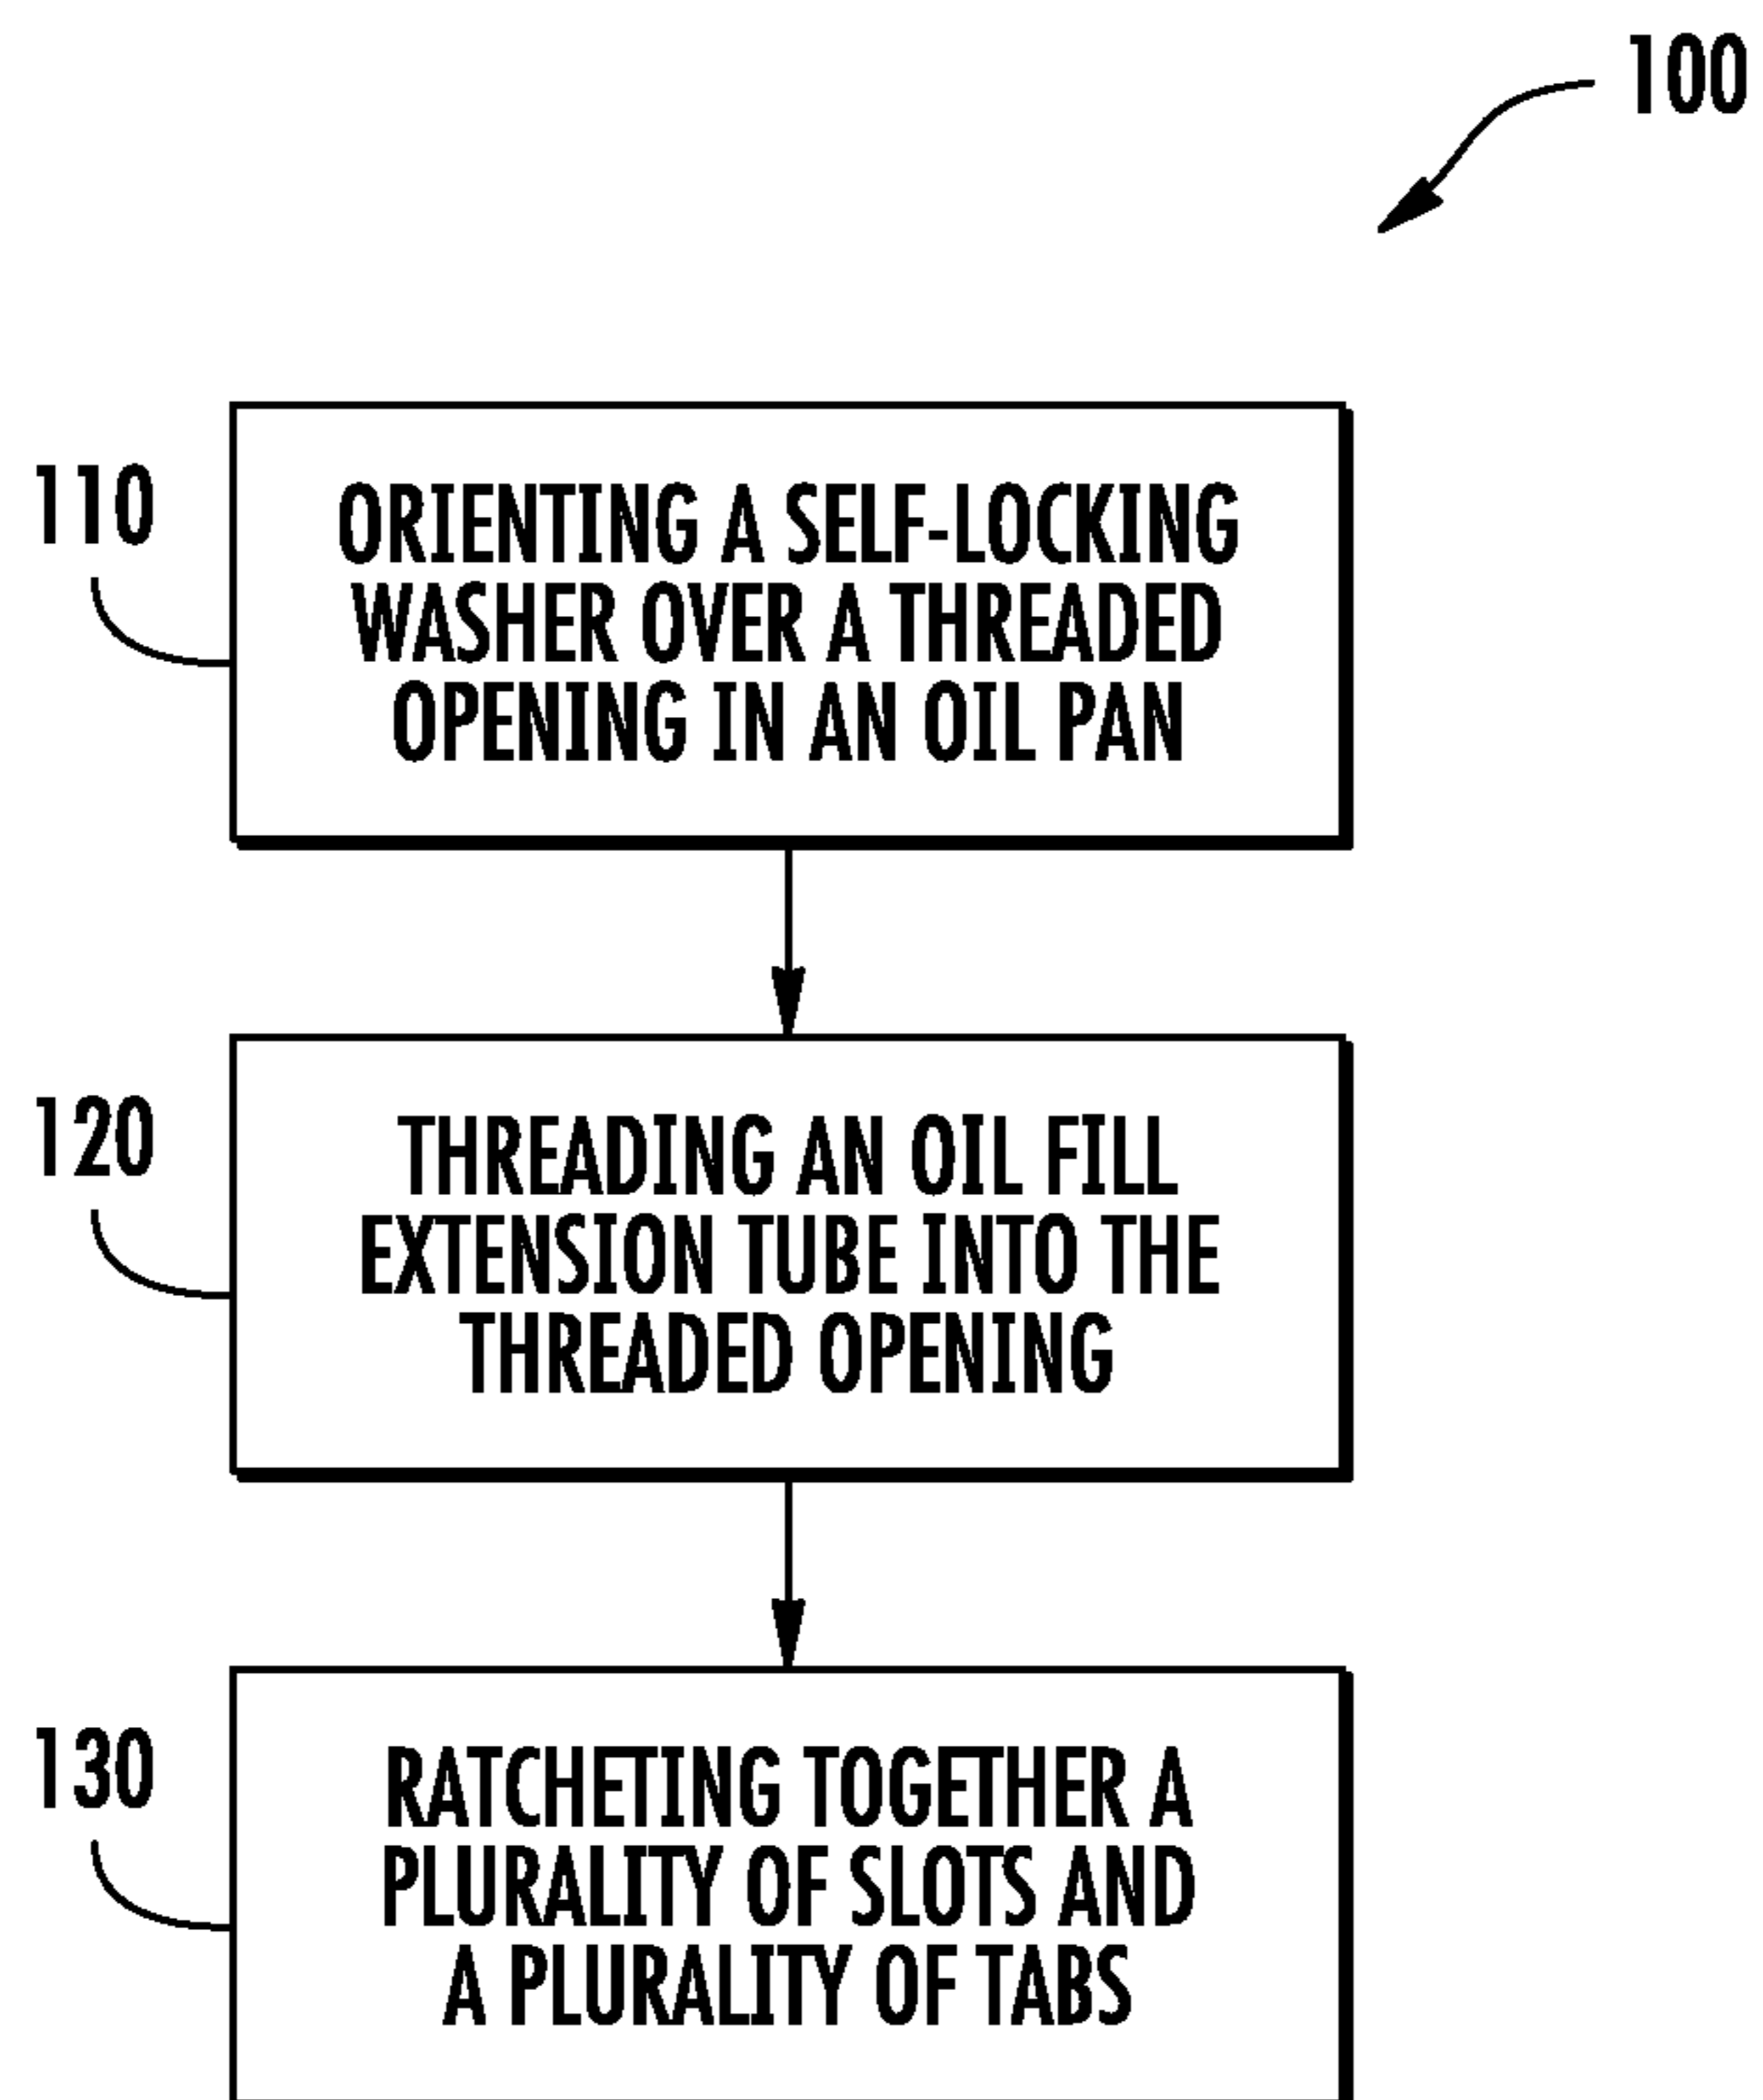 100
110
ORIENTING A SELF-LOCKING
WASHER OVER A THREADED
OPENING IN AN OIL PAN
120
THREADING AN OIL FILL
EXTENSION TUBE INTO THE
THREADED OPENING
130
RATCHETING TOGETHER A
PLURALITY OF SLOTS AND
A PLURALITY OF TABS